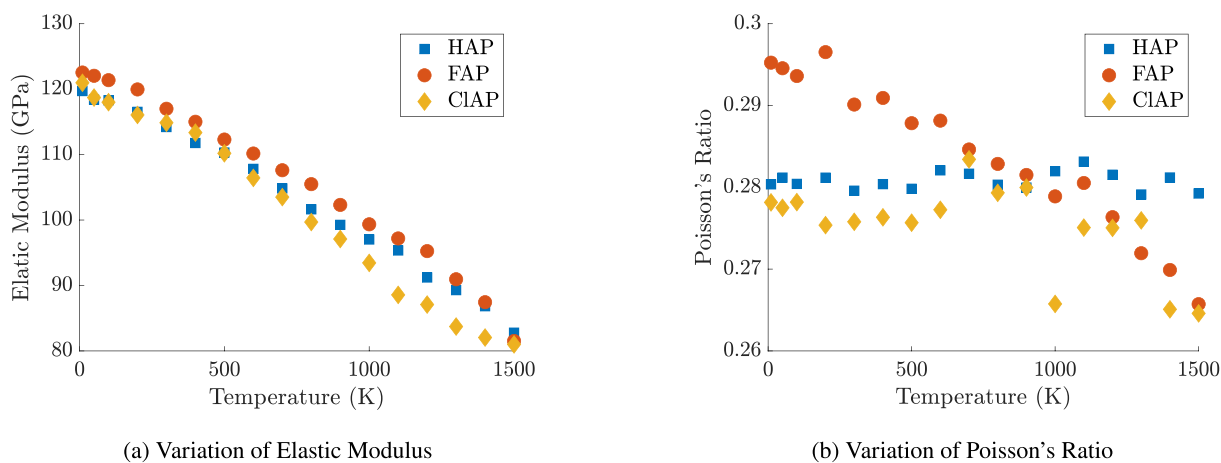 130
120
110
100
90
80
Elatic Modulus (GPa)
0
500
1000
1500
Temperature (K)
HAP
FAP
ClAP
(a) Variation of Elastic Modulus
0.3
0.29
0.28
0.27
0.26
Poisson's Ratio
0
500
1000
1500
Temperature (K)
HAP
FAP
ClAP
(b) Variation of Poisson's Ratio